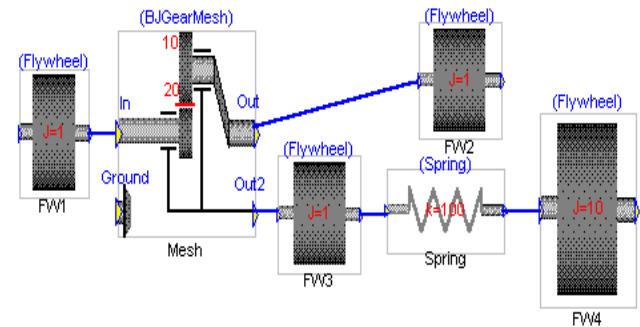 (BJGearMesh)
(Flywheel)
10
(Flywheel)
J=1
(Flywheel)
20
In
Out
J=1
FW1
FW2
(Flywheel)
(Spring)
Ground
Out2
J=1
k=100
J=10
Mesh
FW3
Spring
FW4